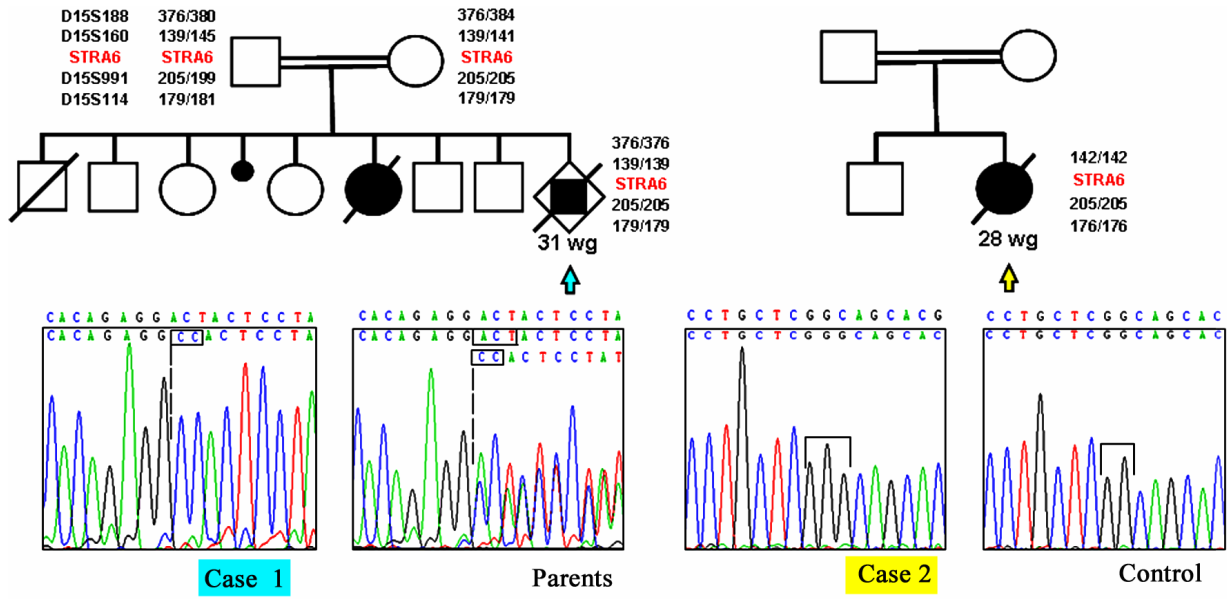 D15S188 376/380
D15S160 139/145
STRA6 STRA6
D15S991 205/199
D15S114 179/181
376/384
139/141
STRA6
205/205
179/179
376/376
139/139
STRA6
205/205
179/179
31 wg
142/142
STRA6
205/205
176/176
28 wg
CACAGAGGACTACTCCTA
CACAGAGGCCACTCCTA
CACAGAGGACTACTCCTA
CACAGAGGACTACTCCTA
CCACTCCTAT
CCTGCTCGGCAGCACG
CCTGCTCGGGCAGCAC
CCTGCTCGGCAGCAC
CCTGCTCGGCAGCAC
Case 1
Parents
Case 2
Control